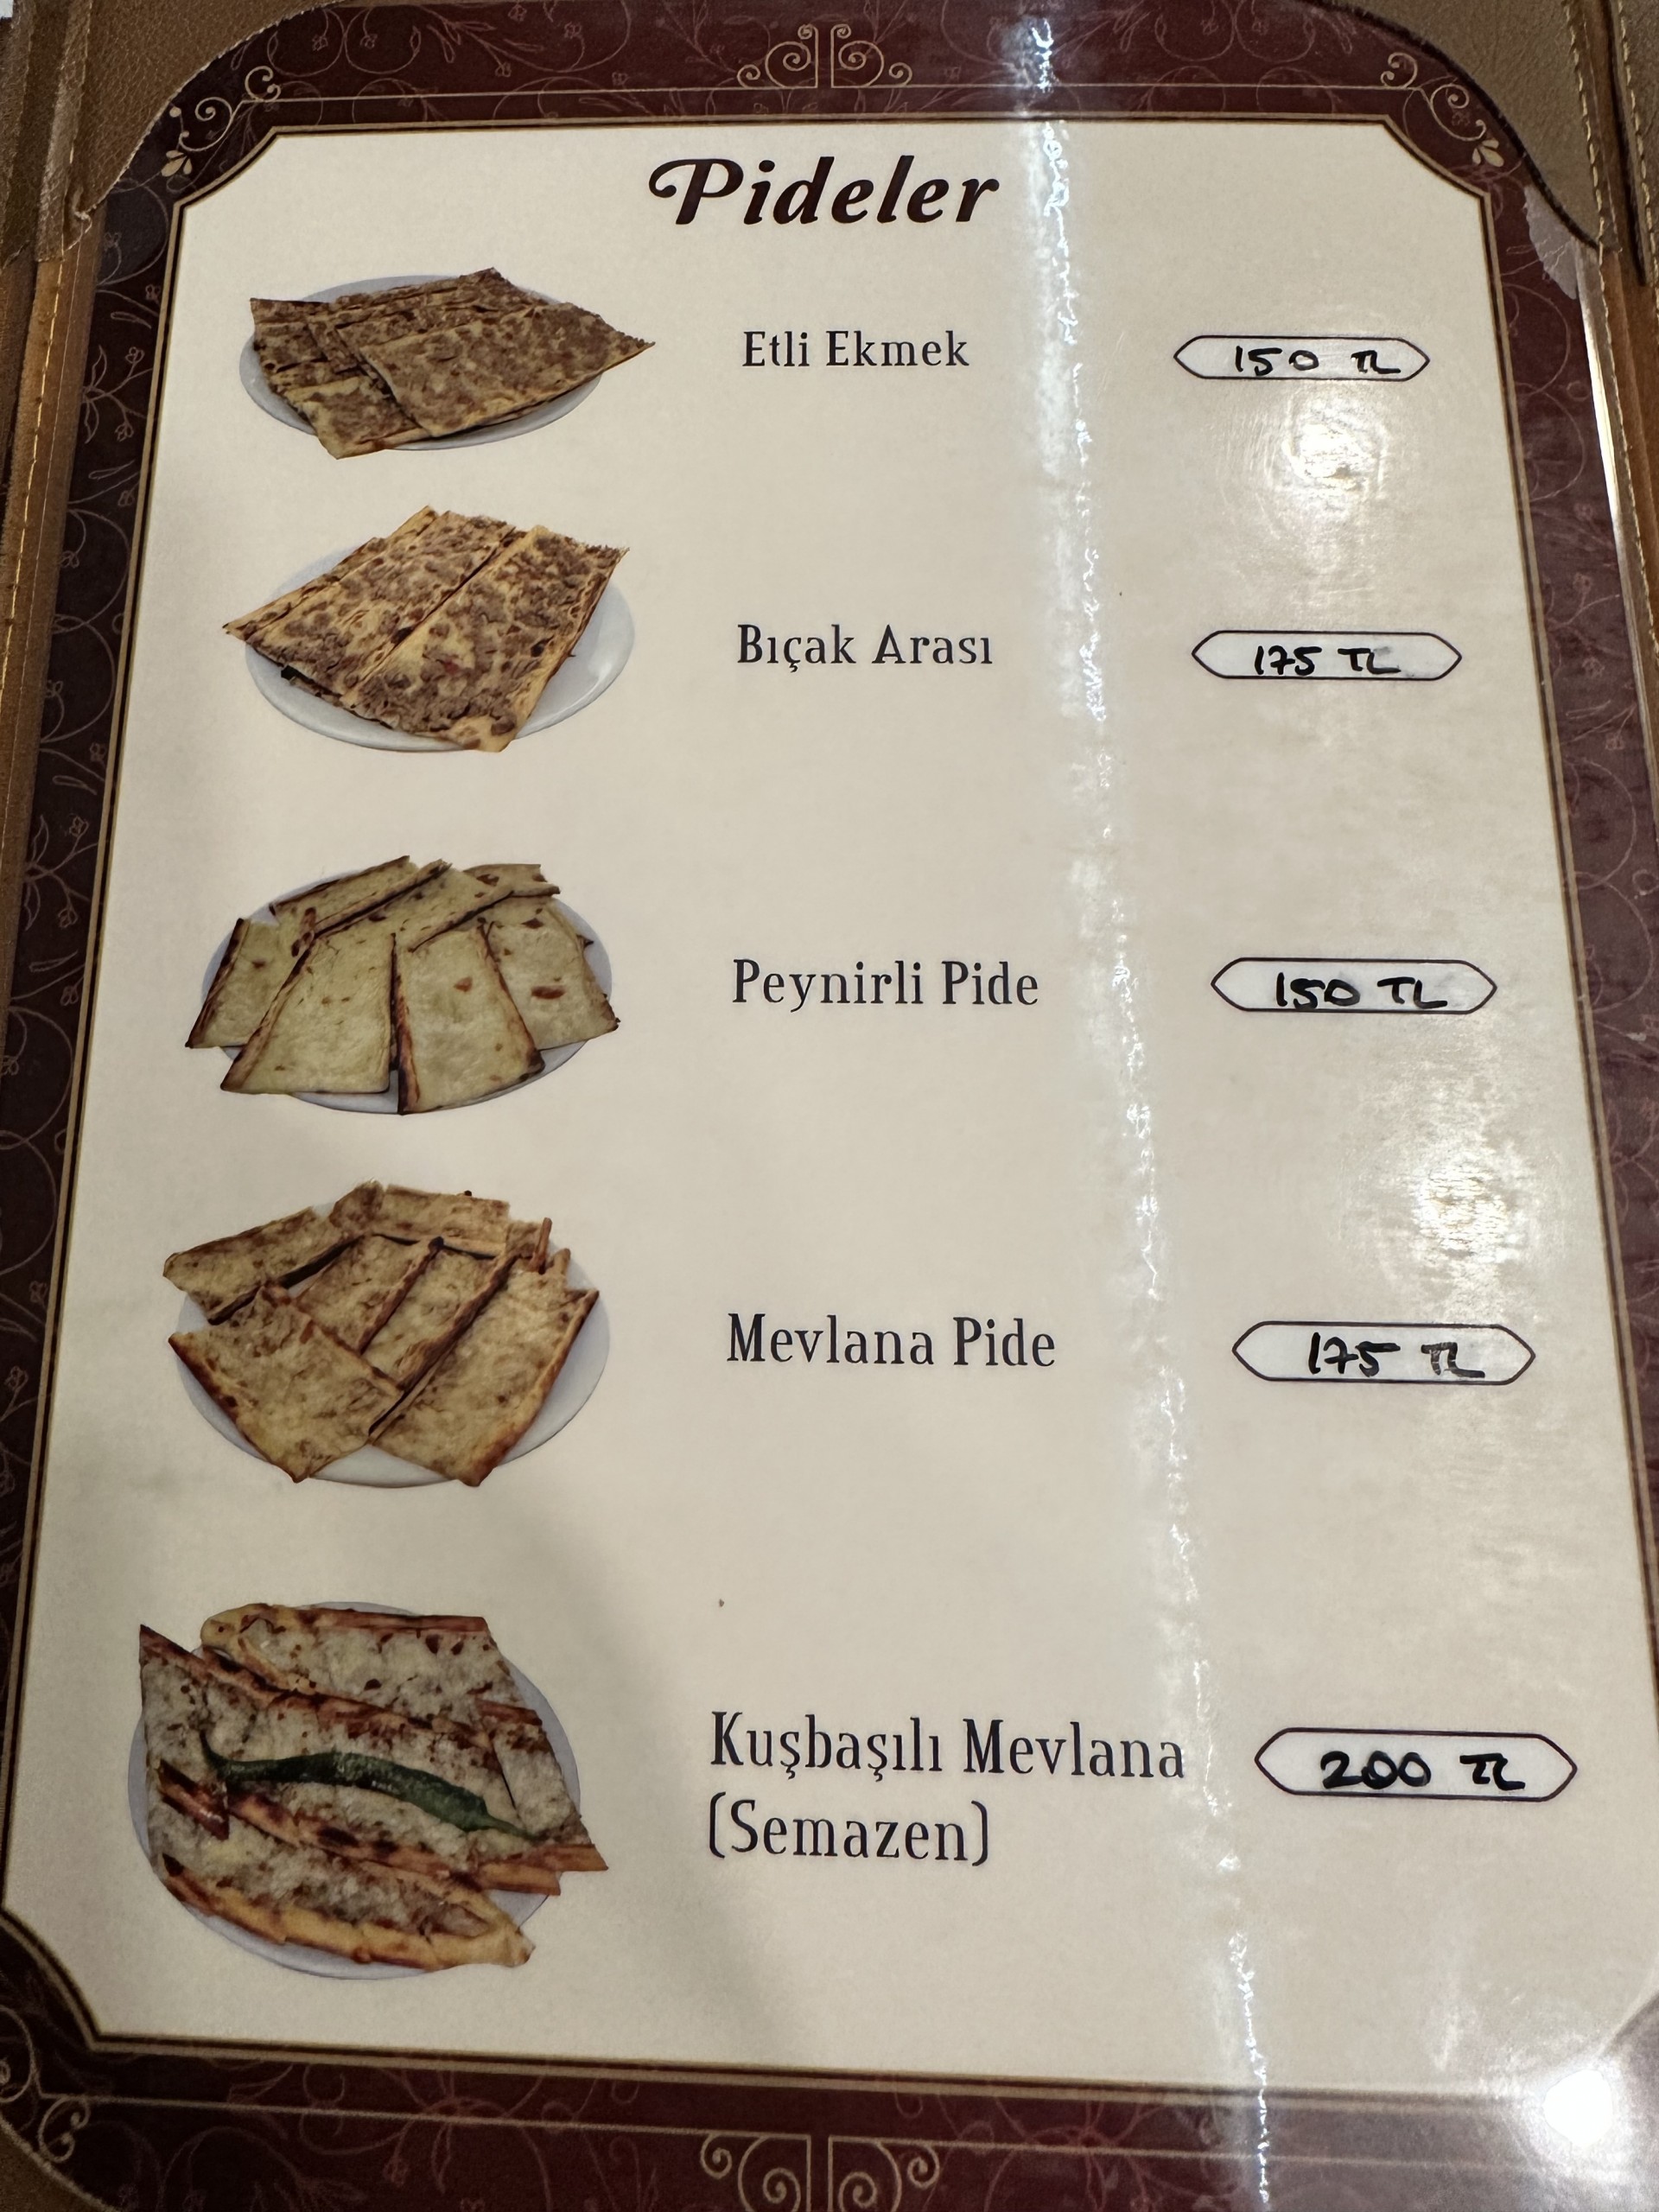 Pideler
Etli Ekmek 150 TL
Bıçak Arası 175 TL
Peynirli Pide 150 TL
Mevlana Pide 175 TL
Kuşbaşılı Mevlana 200 TL
(Semazen)